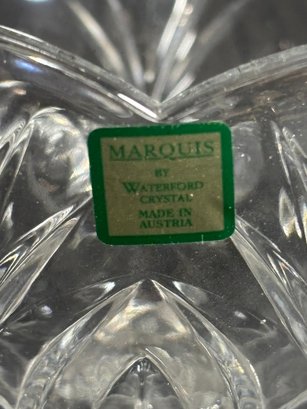 MARQUIS
BY
WATERFORD
CRYSTAL
MADE IN
AUSTRIA